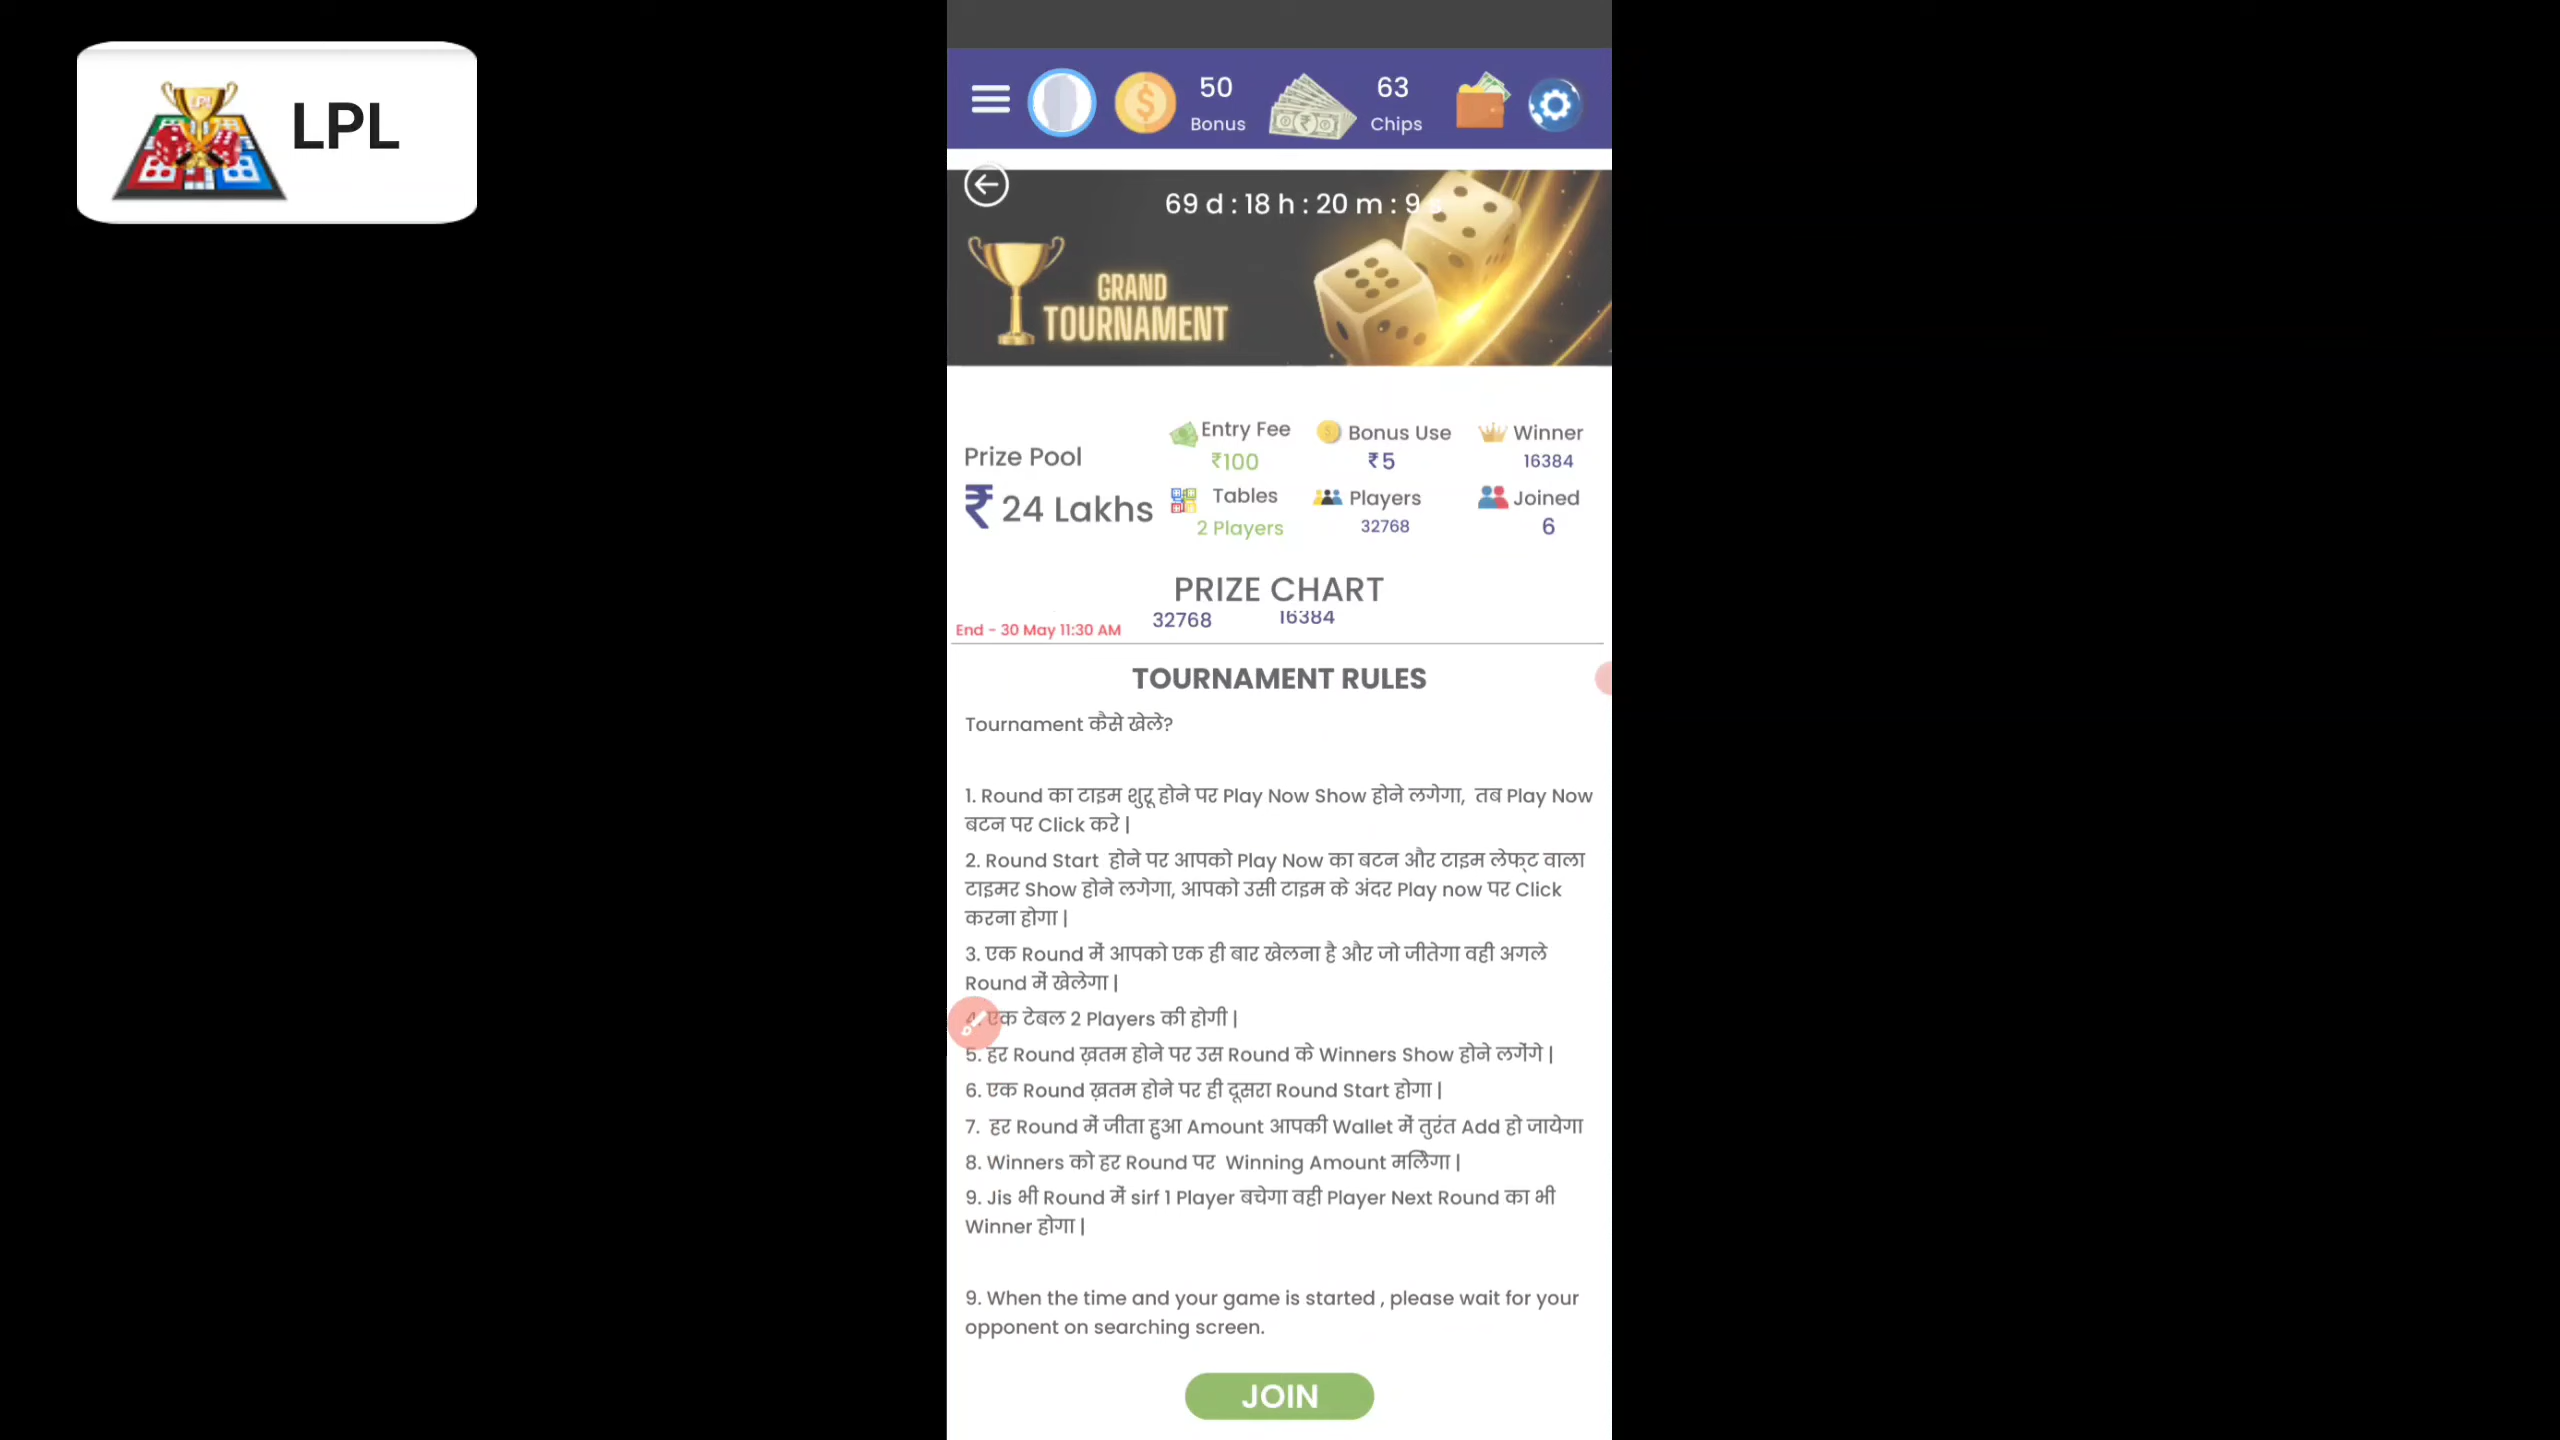 LPL
50
Bonus
63
Chips
69 d : 18 h : 20 m : 9 s
GRAND
TOURNAMENT
Prize Pool
₹ 24 Lakhs
Entry Fee
₹100
Bonus Use
₹5
Winner
16384
Tables
2 Players
Players
32768
Joined
6
PRIZE CHART
End - 30 May 11:30 AM
32768
16384
TOURNAMENT RULES
Tournament कैसे खेले?
1. Round का टाइम शुरू होने पर Play Now Show होने लगेगा, तब Play Now
बटन पर Click करे |
2. Round Start होने पर आपको Play Now का बटन और टाइम लेफ्ट वाला
टाइमर Show होने लगेगा, आपको उसी टाइम के अंदर Play now पर Click
करना होगा |
3. एक Round में आपको एक ही बार खेलना है और जो जीतेगा वही अगले
Round में खेलेगा |
4. एक टेबल 2 Players की होगी |
5. हर Round ख़तम होने पर उस Round के Winners Show होने लगेंगे |
6. एक Round ख़तम होने पर ही दूसरा Round Start होगा |
7. हर Round में जीता हुआ Amount आपकी Wallet में तुरंत Add हो जायेगा
8. Winners को हर Round पर Winning Amount मलिगा |
9. Jis भी Round में sirf 1 Player बचेगा वही Player Next Round का भी
Winner होगा |
9. When the time and your game is started , please wait for your
opponent on searching screen.
JOIN